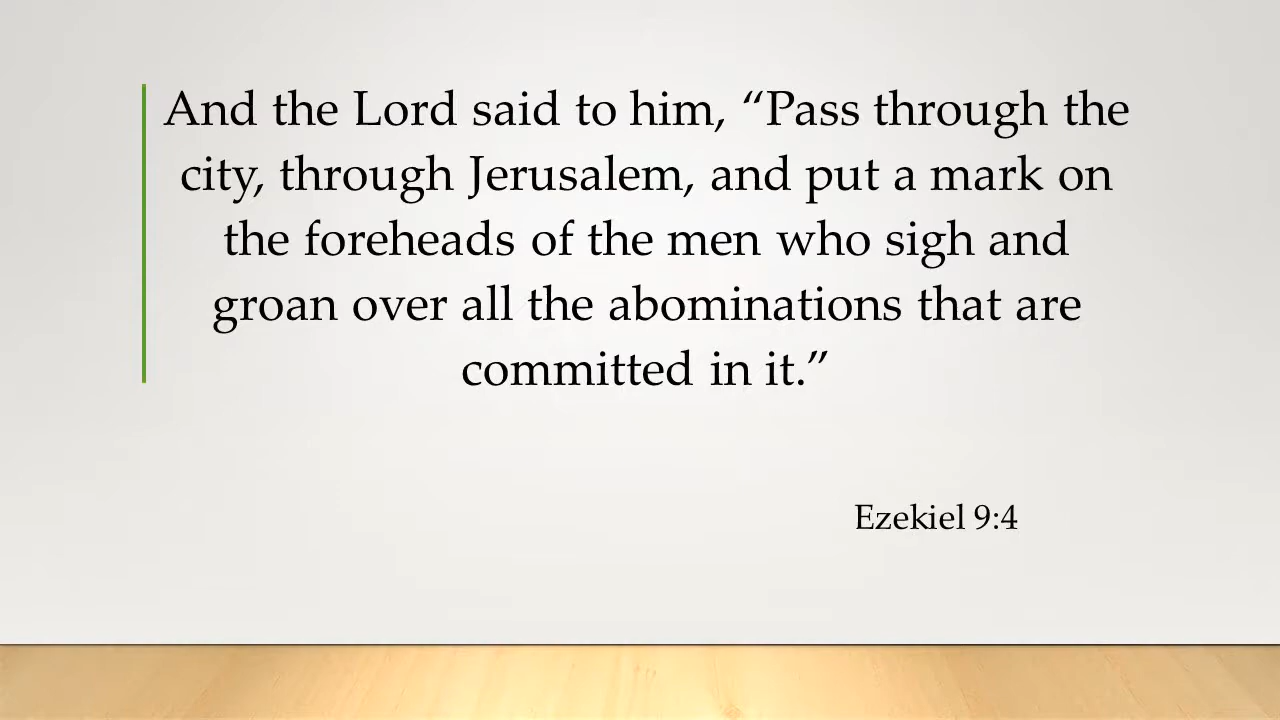 And the Lord said to him, “Pass through the
city, through Jerusalem, and put a mark on
the foreheads of the men who sigh and
groan over all the abominations that are
committed in it.”
Ezekiel 9:4